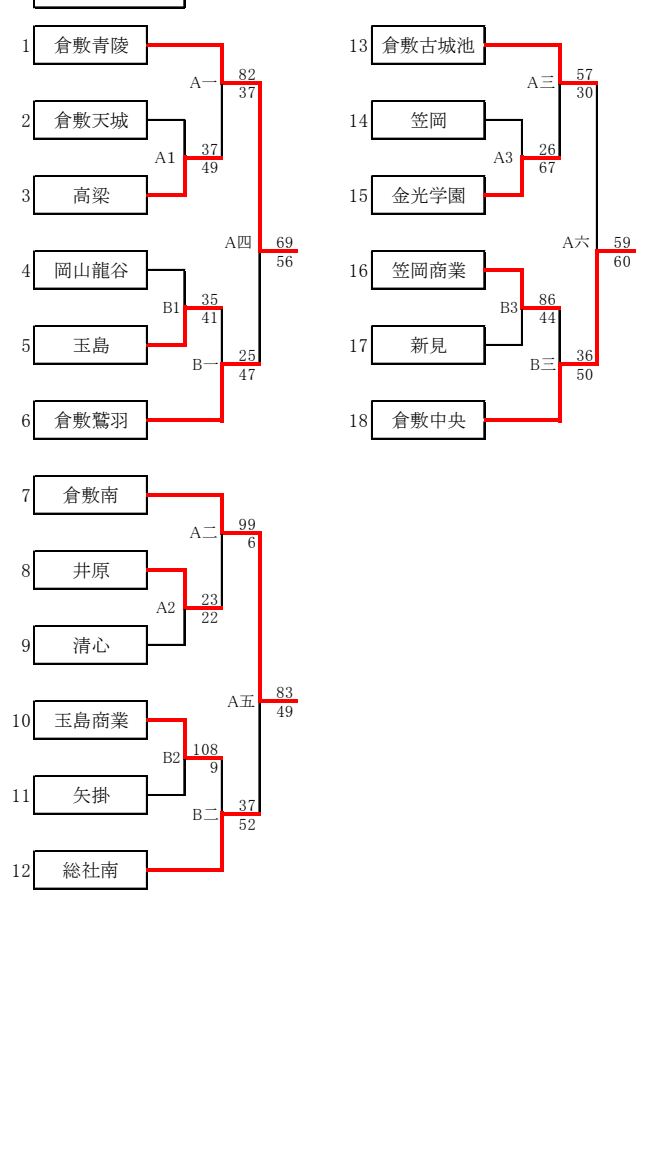 1 倉敷青陵
A一 82
37
2 倉敷天城
A1 37
49
3 高梁
A四 69
56
4 岡山龍谷
B1 35
41
5 玉島
B一 25
47
6 倉敷鷲羽
7 倉敷南
A二 99
6
8 井原
A2 23
22
9 清心
A五 83
49
10 玉島商業
B2 108
9
11 矢掛
B二 37
52
12 総社南
13 倉敷古城池
A三 57
30
14 笠岡
A3 26
67
15 金光学園
A六 59
60
16 笠岡商業
B3 86
44
17 新見
B三 36
50
18 倉敷中央